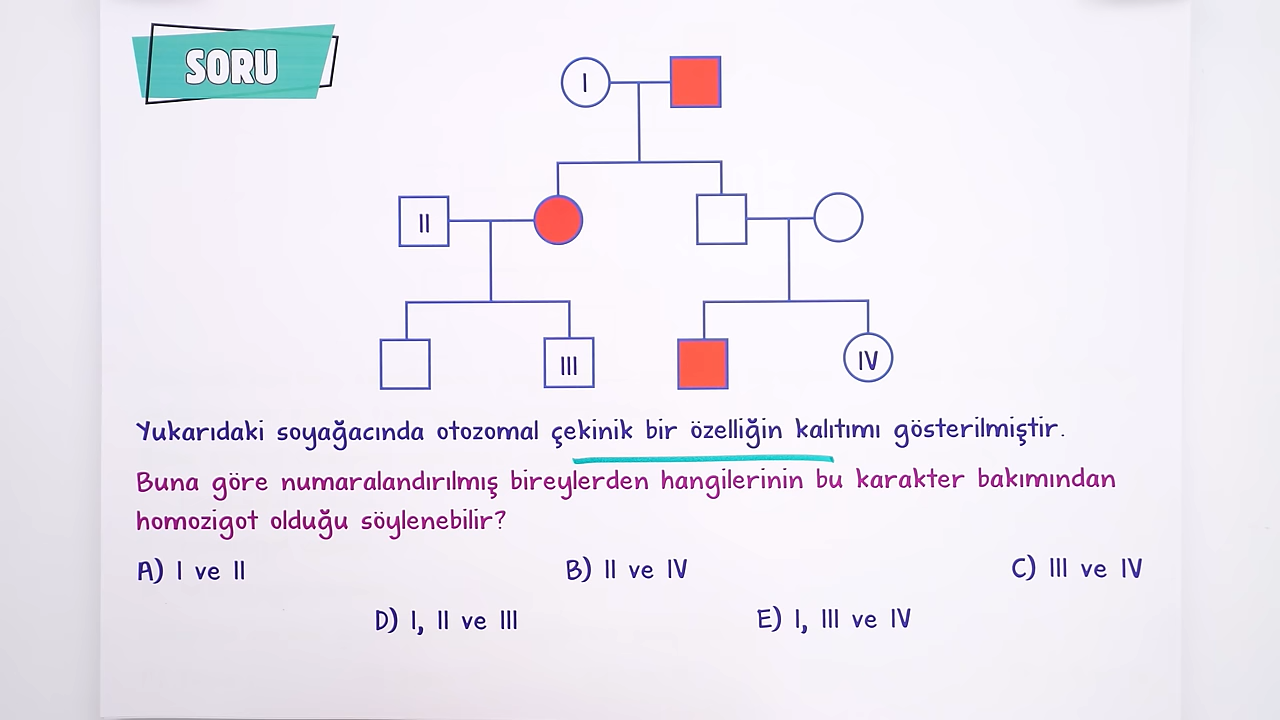 SORU
I
II
III
IV
Yukarıdaki soyağacında otozomal çekinik bir özelliğin kalıtımı gösterilmiştir.
Buna göre numaralandırılmış bireylerden hangilerinin bu karakter bakımından
homozigot olduğu söylenebilir?
A) I ve II
B) II ve IV
C) III ve IV
D) I, II ve III
E) I, III ve IV